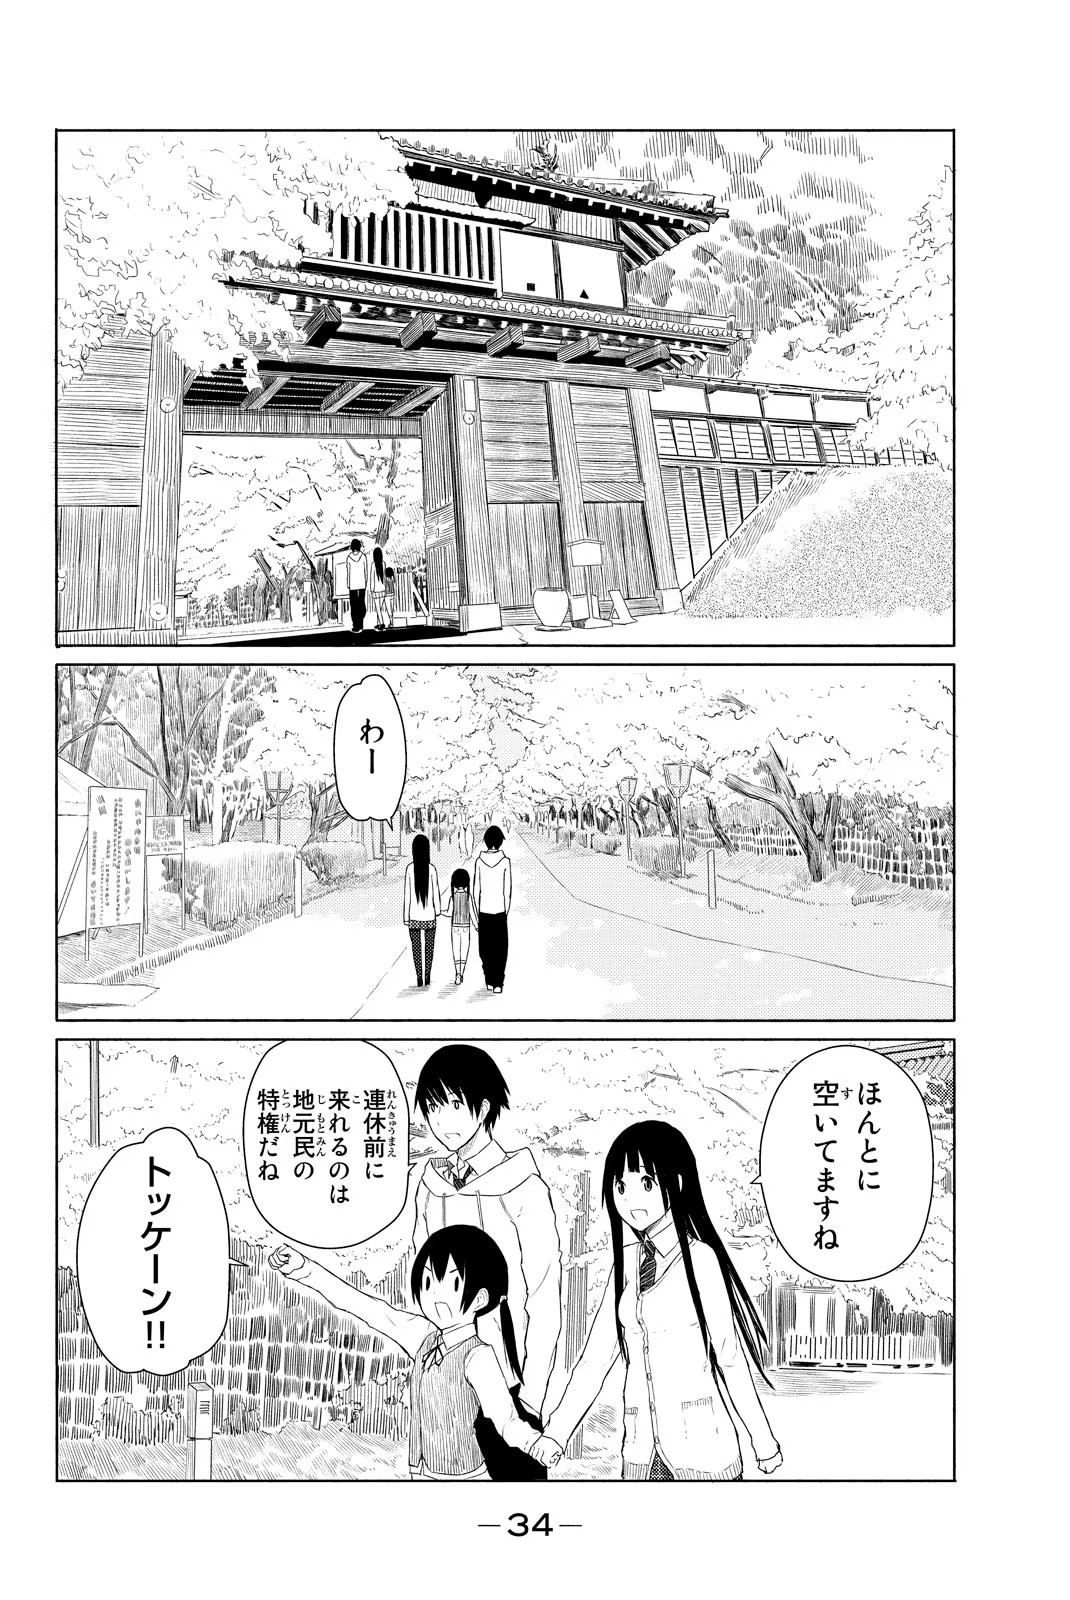 わー
ほんとに
空いてますね
連休前に
来れるのは
地元民の
特権だね
トッケーン!!
—34—